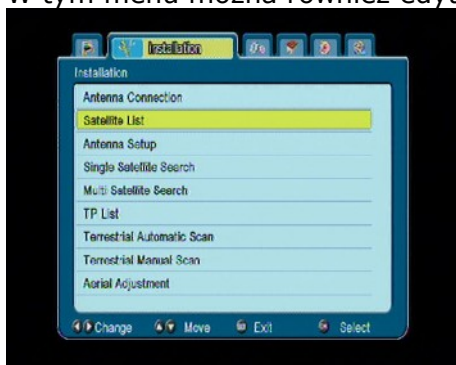 W tym menu można również edyt
Installation
Installation
Antenna Connection
Satellite List
Antenna Setup
Single Satellite Search
Multi Satellite Search
TP List
Terrestrial Automatic Scan
Terrestrial Manual Scan
Aerial Adjustment
Change Move Exit Select